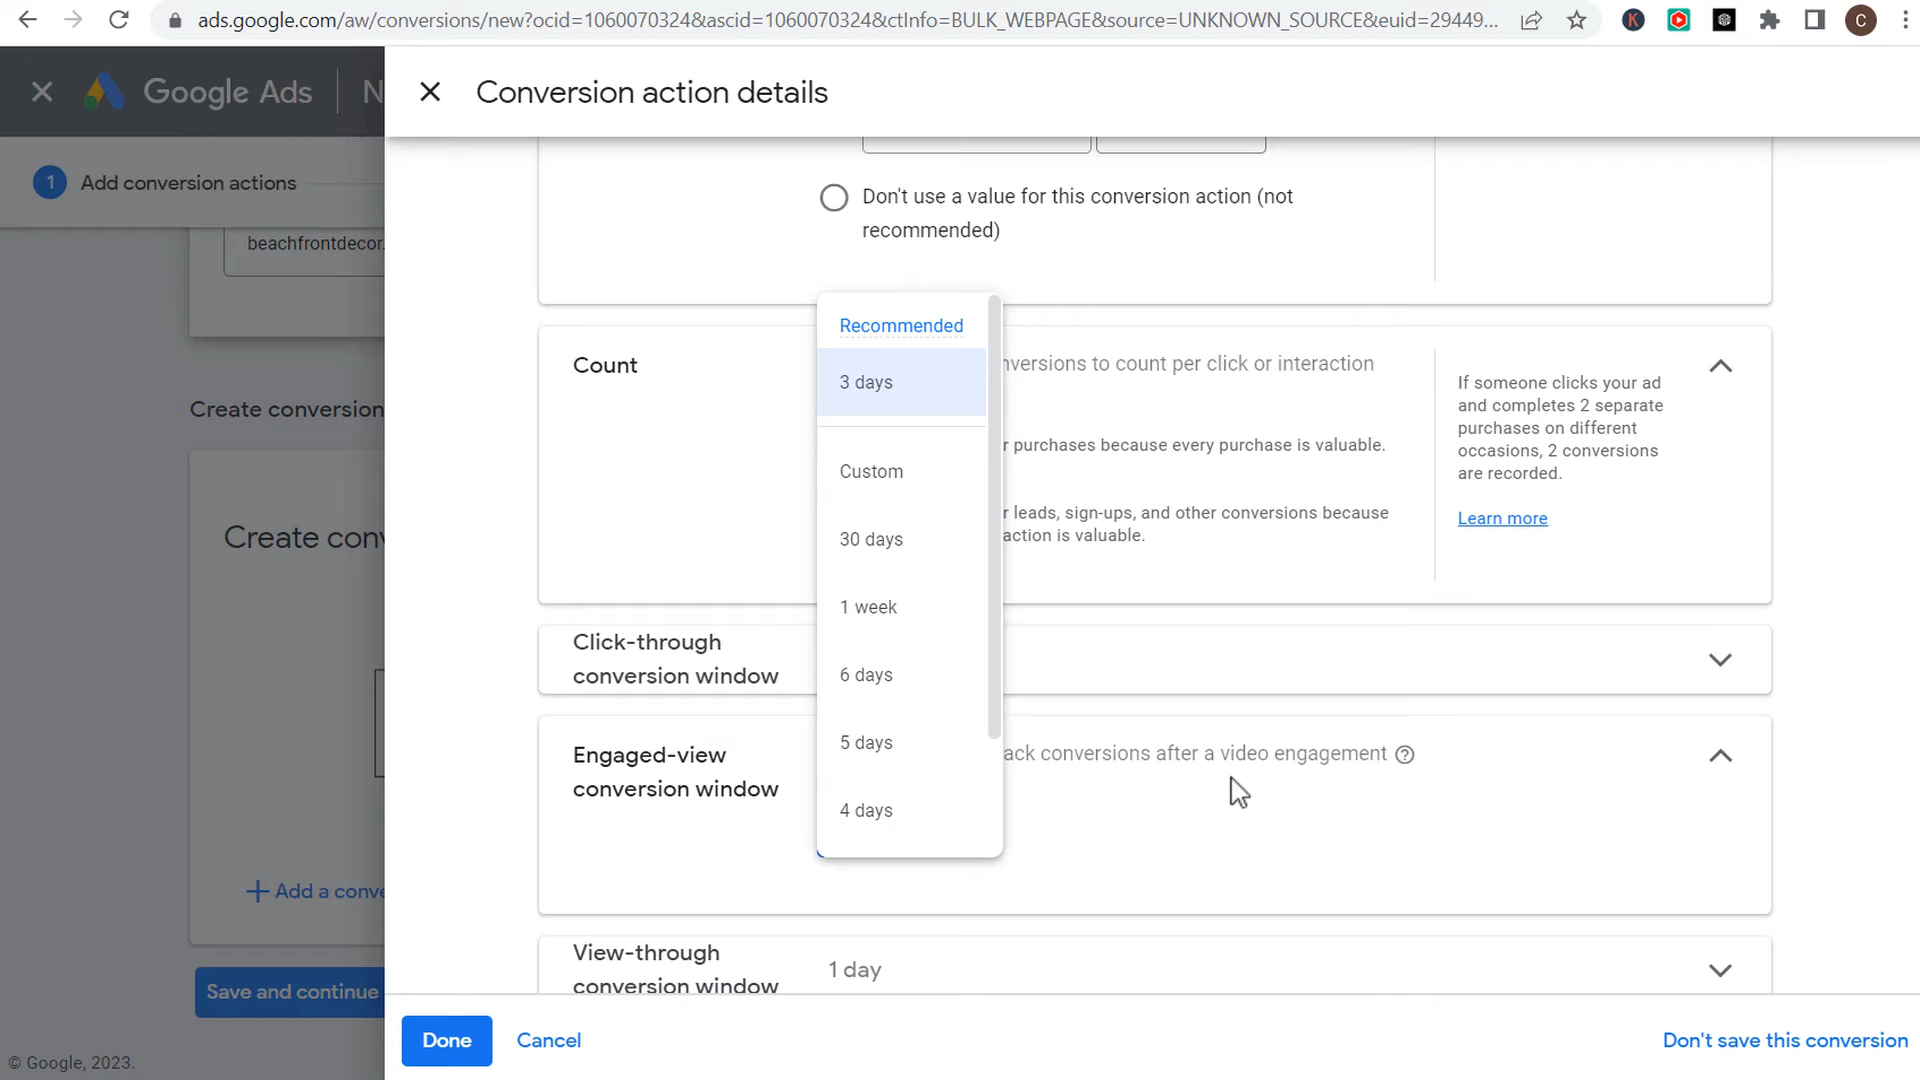 ads.google.com/aw/conversions/new?ocid=1060070324&ascid=1060070324&ctInfo=BULK_WEBPAGE&source=UNKNOWN_SOURCE&euid=29449...
K
C
Google Ads
N
Conversion action details
1
Add conversion actions
beachfrontdecor.
Don't use a value for this conversion action (not
recommended)
Recommended
3 days
Custom
30 days
1 week
6 days
5 days
4 days
Count
nversions to count per click or interaction
r purchases because every purchase is valuable.
r leads, sign-ups, and other conversions because
action is valuable.
If someone clicks your ad
and completes 2 separate
purchases on different
occasions, 2 conversions
are recorded.
Learn more
Create conversion
Create conv
Click-through
conversion window
Engaged-view
conversion window
ack conversions after a video engagement
+ Add a conve
View-through
conversion window
1 day
Save and continue
Done
Cancel
Don't save this conversion
© Google, 2023.